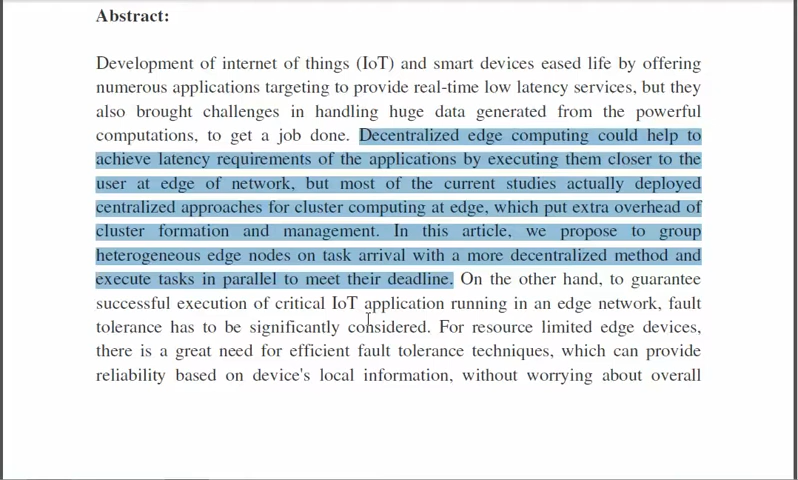 Abstract:
Development of internet of things (IoT) and smart devices eased life by offering
numerous applications targeting to provide real-time low latency services, but they
also brought challenges in handling huge data generated from the powerful
computations, to get a job done. Decentralized edge computing could help to
achieve latency requirements of the applications by executing them closer to the
user at edge of network, but most of the current studies actually deployed
centralized approaches for cluster computing at edge, which put extra overhead of
cluster formation and management. In this article, we propose to group
heterogeneous edge nodes on task arrival with a more decentralized method and
execute tasks in parallel to meet their deadline. On the other hand, to guarantee
successful execution of critical IoT application running in an edge network, fault
tolerance has to be significantly considered. For resource limited edge devices,
there is a great need for efficient fault tolerance techniques, which can provide
reliability based on device's local information, without worrying about overall